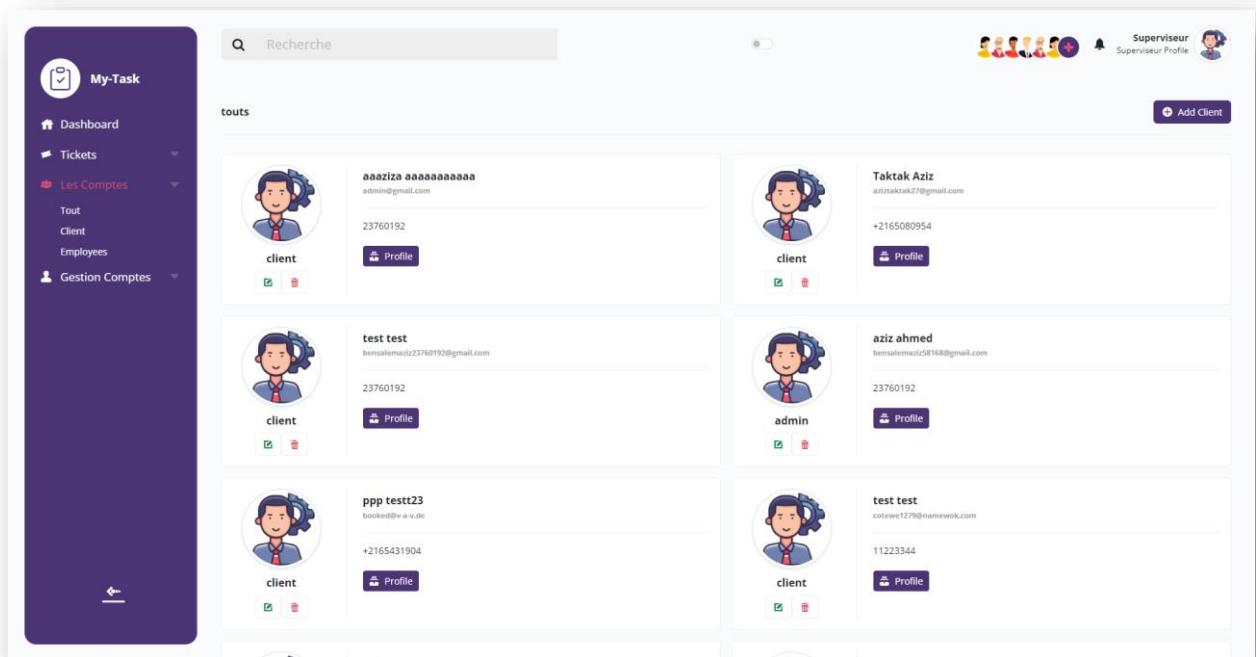 Recherche
Superviseur
Superviseur Profile
My-Task
Dashboard
Tickets
Les Comptes
Tout
Client
Employees
Gestion Comptes
touts
Add Client
aaaziza aaaaaaaaaaa
admin@gmail.com
23760192
client
Profile
Taktak Aziz
aziztaktak27@gmail.com
+2165080954
client
Profile
test test
bensalemaziz23760192@gmail.com
23760192
client
Profile
aziz ahmed
bensalemaziz58168@gmail.com
23760192
admin
Profile
ppp testt23
booked@v-a-v.de
+2165431904
client
Profile
test test
cotewe1279@namewok.com
11223344
client
Profile